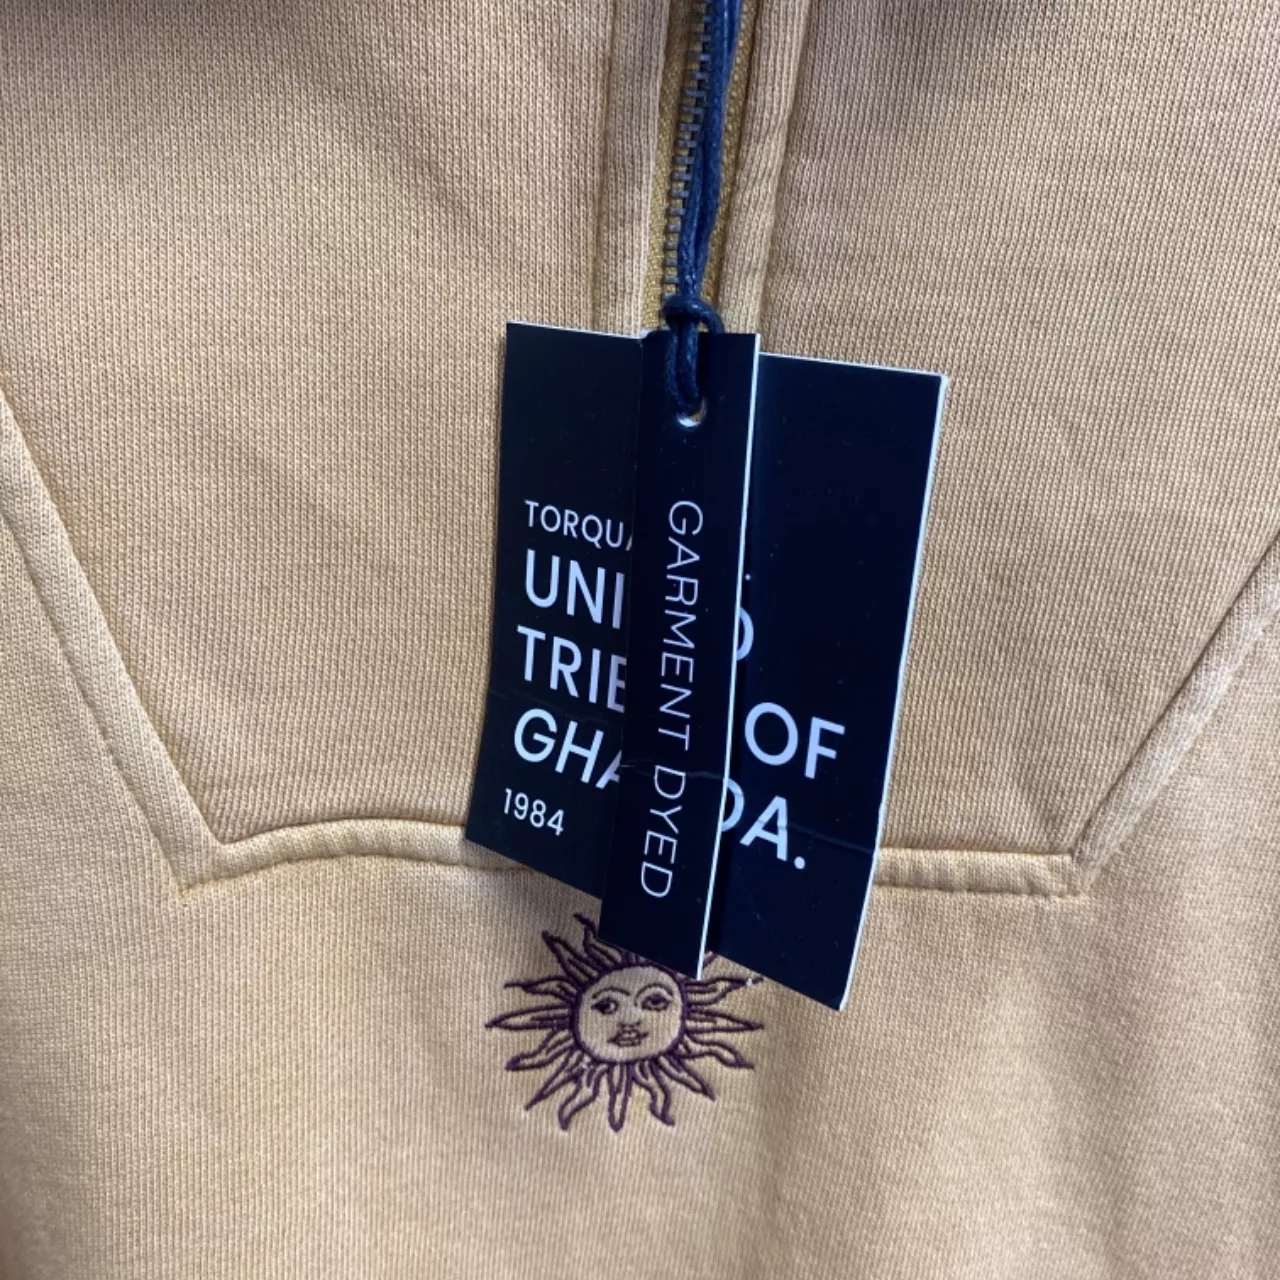 TORQUA
UNI D
TRIB OF
GHA DA.
1984
GARMENT DYED